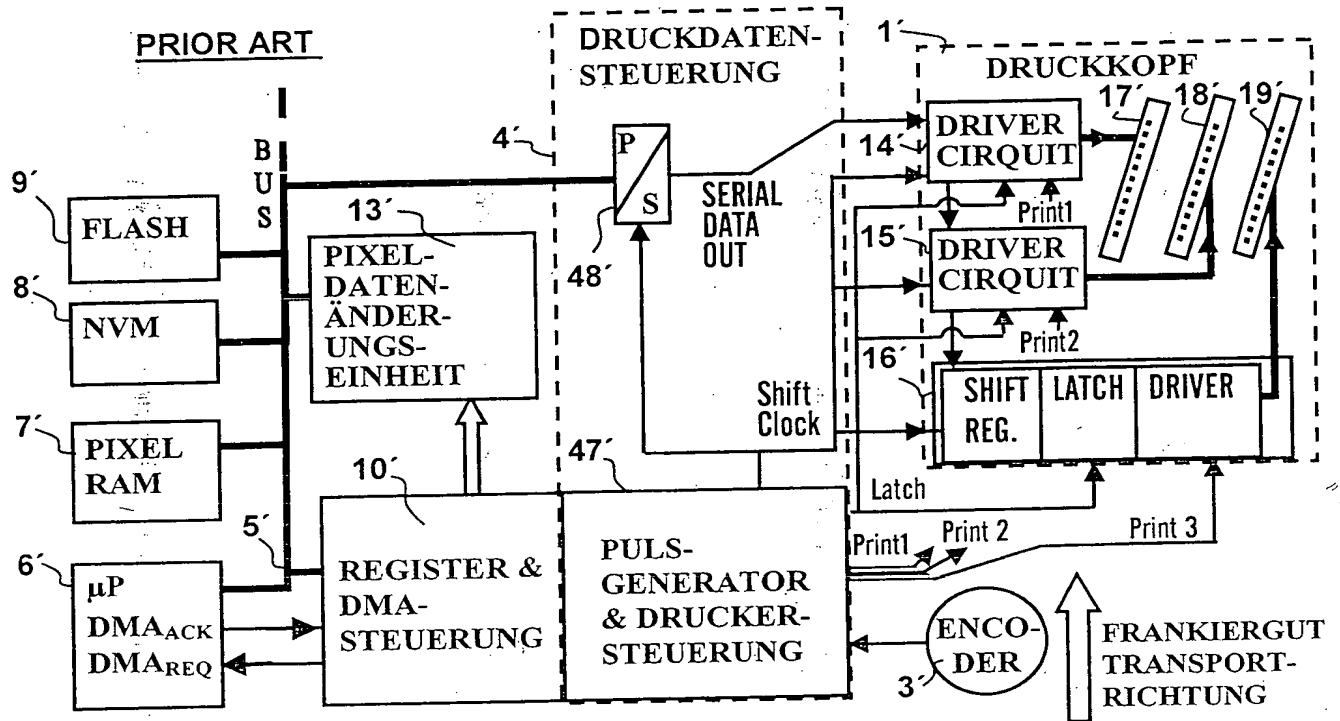 PRIOR ART
DRUCKDATEN-
STEUERUNG
1´
DRUCKKOPF
17´
18´
19´
4´
B
U
S
P
S
48´
SERIAL
DATA
OUT
14´
DRIVER
CIRQUIT
Print1
15´
DRIVER
CIRQUIT
Print2
16´
SHIFT
REG.
LATCH
DRIVER
9´
FLASH
8´
NVM
7´
PIXEL
RAM
13´
PIXEL-
DATEN-
ÄNDER-
UNGS-
EINHEIT
Shift
Clock
47´
10´
5´
Latch
Print1
Print 2
Print 3
6´
µP
DMAACK
DMAREQ
REGISTER &
DMA-
STEUERUNG
PULS-
GENERATOR
& DRUCKER-
STEUERUNG
ENCO-
DER
3´
FRANKIERGUT
TRANSPORT-
RICHTUNG